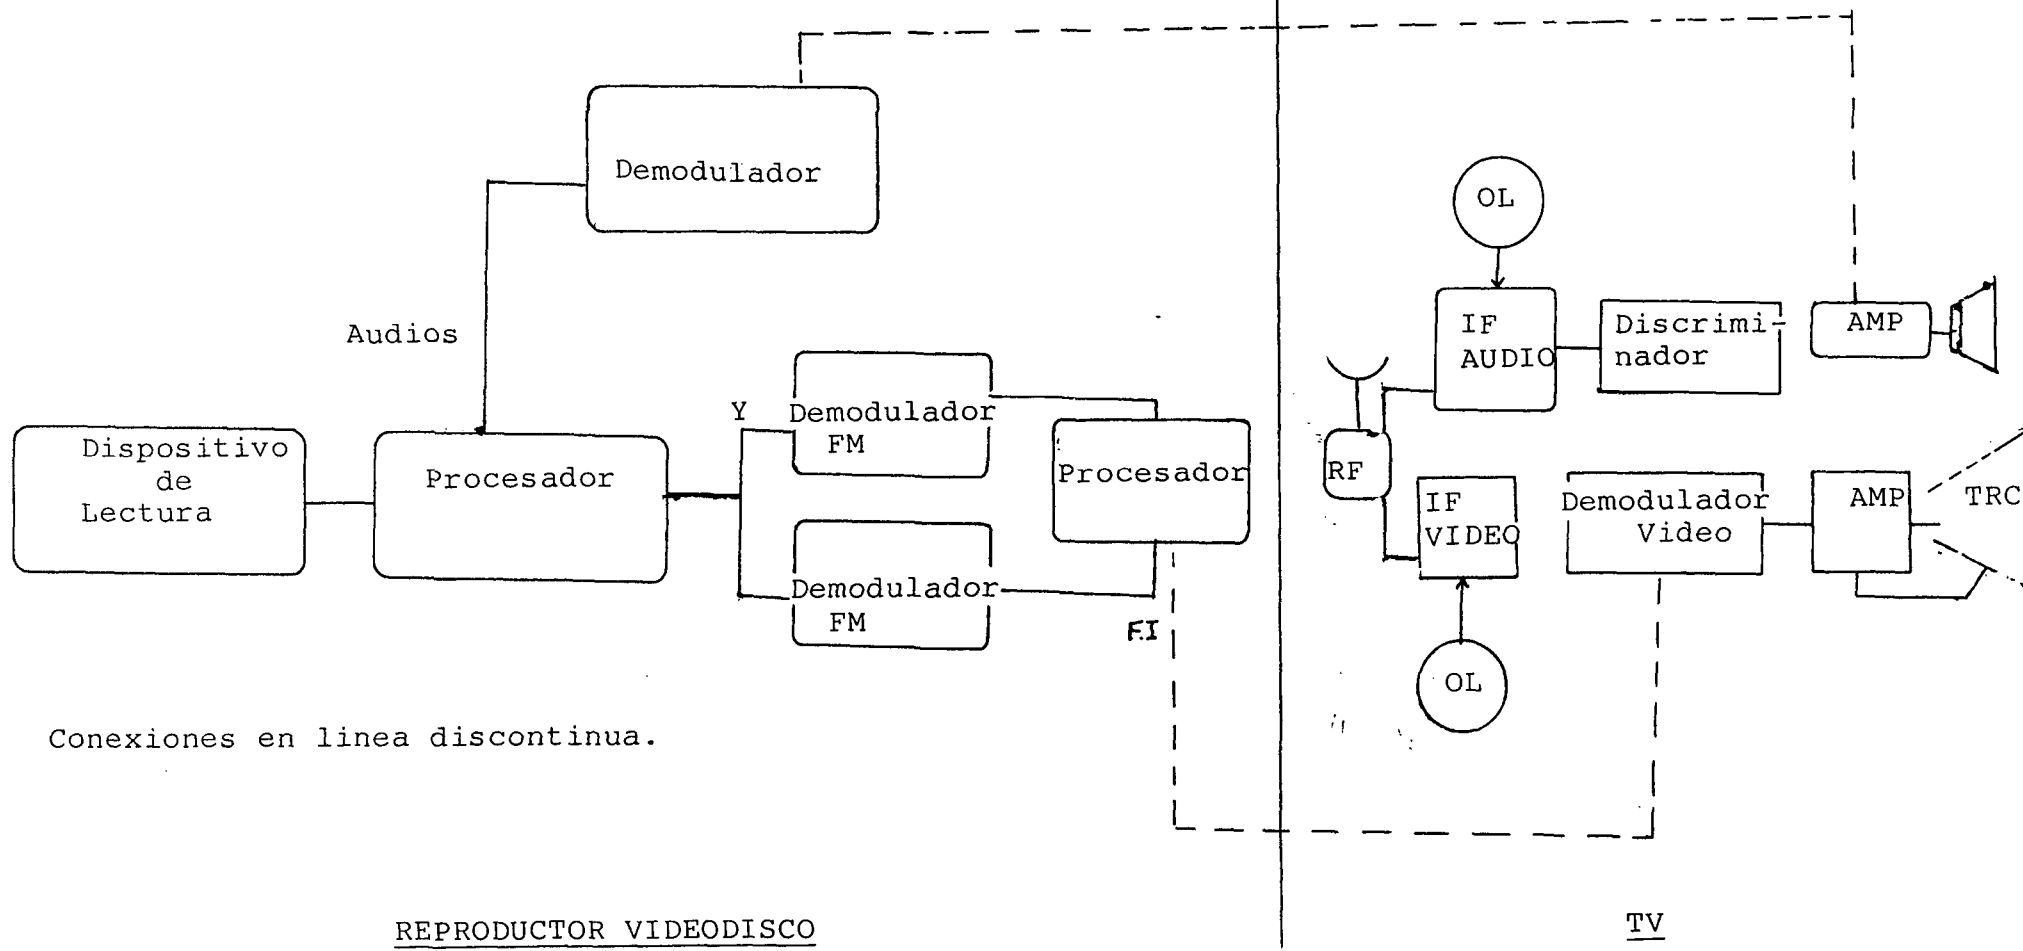 Demodulador
OL
Audios
IF
AUDIO
Discrimi-
nador
AMP
Y
Demodulador
FM
Dispositivo
de
Lectura
Procesador
Procesador
RF
IF
VIDEO
Demodulador
Video
AMP
TRC
Demodulador
FM
F.I
OL
Conexiones en linea discontinua.
REPRODUCTOR VIDEODISCO
TV